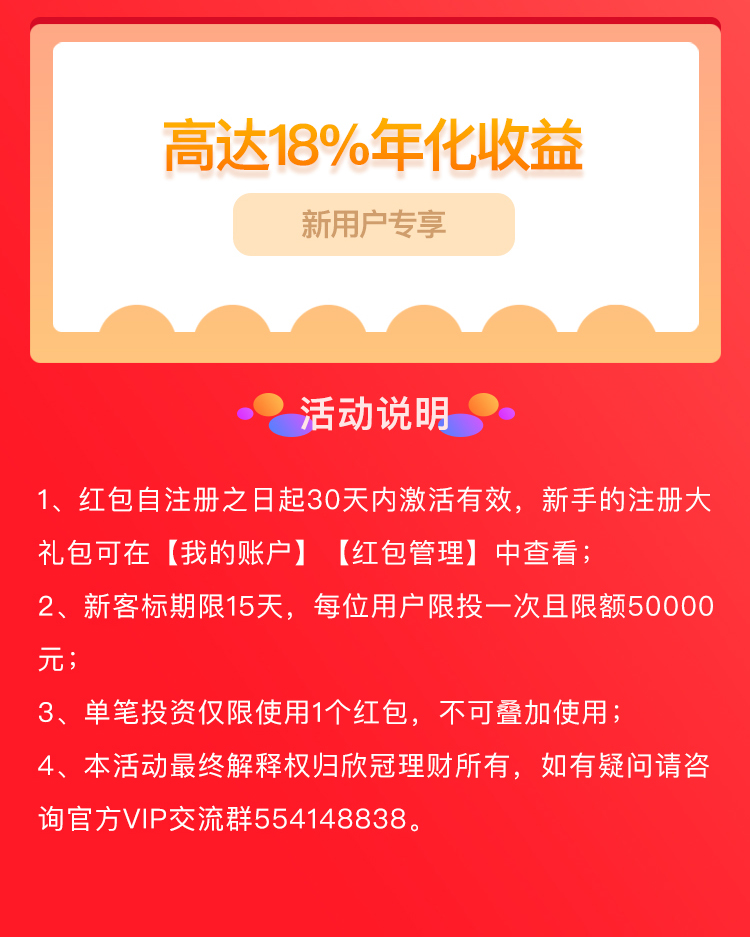 高达18%年化收益
新用户专享
活动说明
1、红包自注册之日起30天内激活有效，新手的注册大
礼包可在【我的账户】【红包管理】中查看；
2、新客标期限15天，每位用户限投一次且限额50000
元；
3、单笔投资仅限使用1个红包，不可叠加使用；
4、本活动最终解释权归欣冠理财所有，如有疑问请咨
询官方VIP交流群554148838。